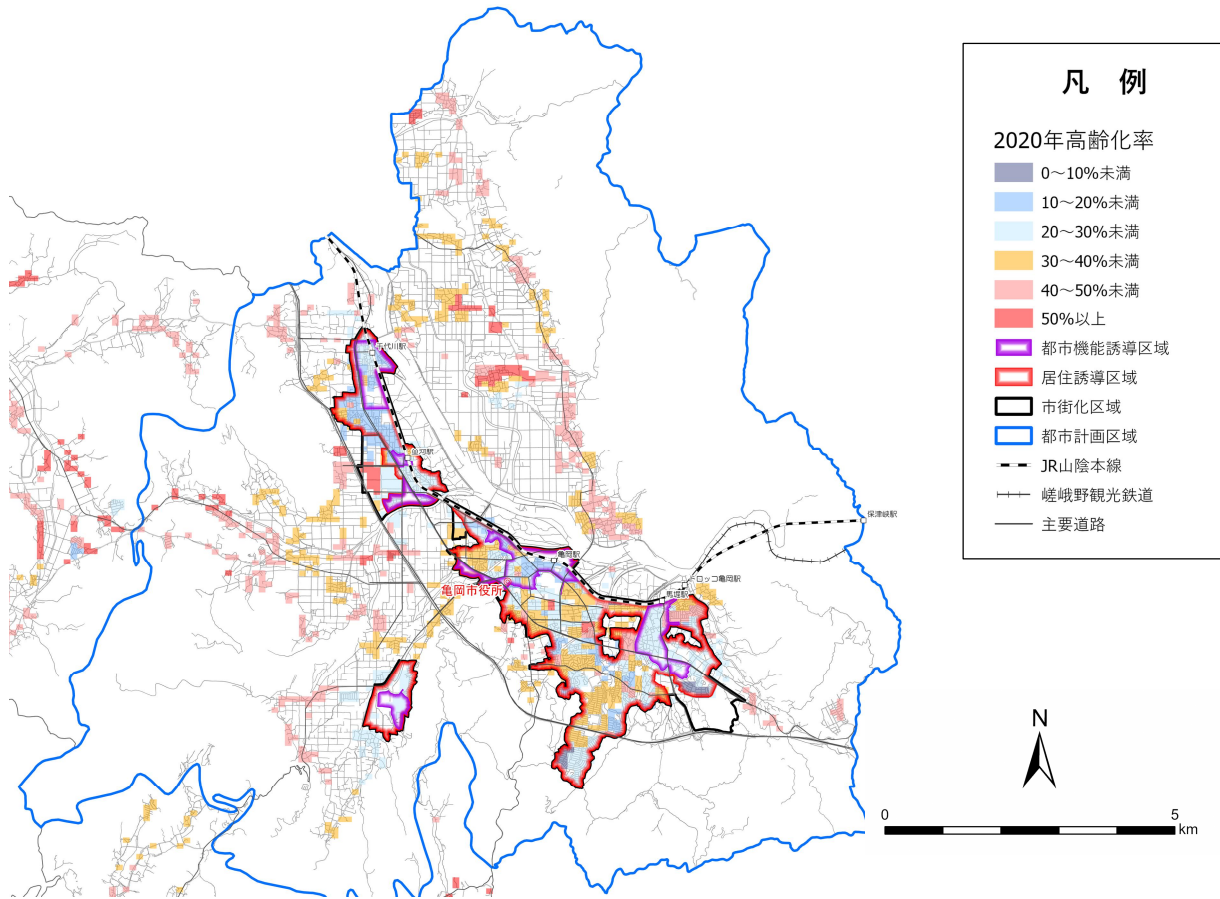 凡 例
2020年高齢化率
0～10%未満
10～20%未満
20～30%未満
30～40%未満
40～50%未満
50%以上
都市機能誘導区域
居住誘導区域
市街化区域
都市計画区域
JR山陰本線
嵯峨野観光鉄道
主要道路
千代川駅
並河駅
保津峡駅
亀岡駅
トロッコ亀岡駅
亀岡市役所
馬堀駅
N
0 5
km